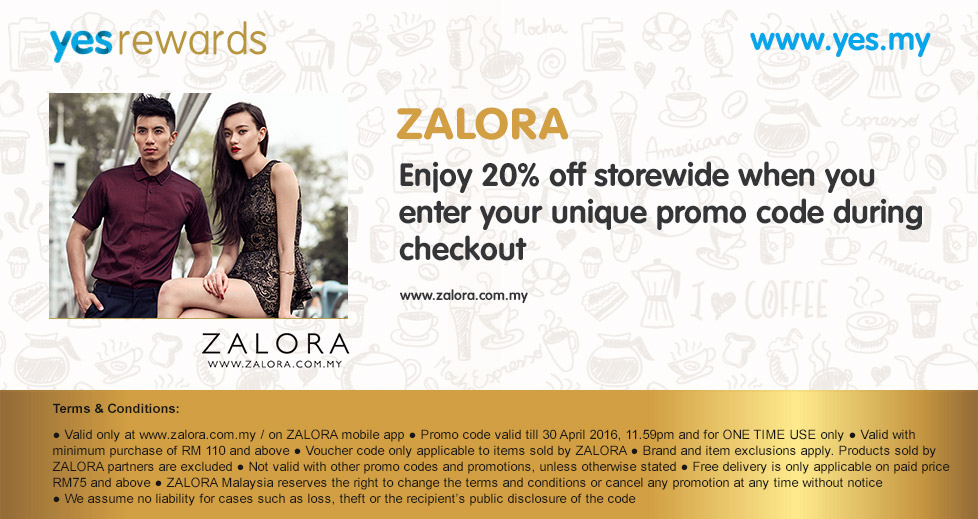 yesrewards
www.yes.my
Mocha
ZALORA
Americano
Enjoy 20% off storewide when you
enter your unique promo code during
checkout
www.zalora.com.my
Americano
I COFFEE
ZALORA
WWW.ZALORA.COM.MY
Terms & Conditions:
● Valid only at www.zalora.com.my / on ZALORA mobile app ● Promo code valid till 30 April 2016, 11.59pm and for ONE TIME USE only ● Valid with
minimum purchase of RM 110 and above ● Voucher code only applicable to items sold by ZALORA ● Brand and item exclusions apply. Products sold by
ZALORA partners are excluded ● Not valid with other promo codes and promotions, unless otherwise stated ● Free delivery is only applicable on paid price
RM75 and above ● ZALORA Malaysia reserves the right to change the terms and conditions or cancel any promotion at any time without notice
● We assume no liability for cases such as loss, theft or the recipient's public disclosure of the code